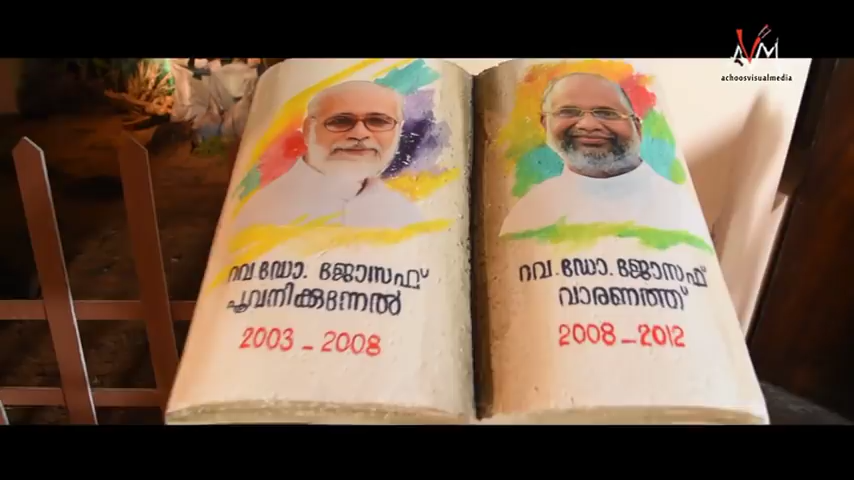 AVM
achoosvisualmedia
റവ.ഡോ. ജോസഫ്
പൂവനിക്കുന്നേൽ
2003 - 2008
റവ.ഡോ.ജോസഫ്
വാരണത്ത്
2008 - 2012